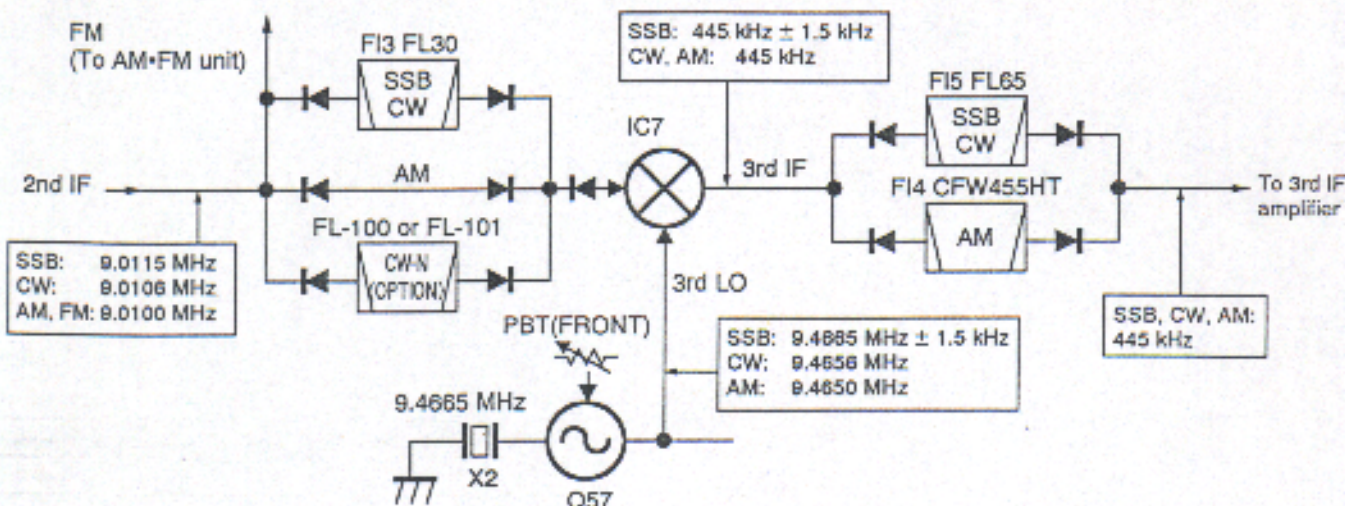 FM
(To AM•FM unit)
FI3 FL30
SSB
CW
SSB: 445 kHz ± 1.5 kHz
CW, AM: 445 kHz
FI5 FL65
SSB
CW
IC7
2nd IF
AM
3rd IF
FI4 CFW455HT
To 3rd IF
amplifier
FL-100 or FL-101
AM
SSB: 9.0115 MHz
CW: 9.0106 MHz
AM, FM: 9.0100 MHz
CW-N
(OPTION)
3rd LO
PBT(FRONT)
SSB: 9.4665 MHz ± 1.5 kHz
CW: 9.4656 MHz
AM: 9.4650 MHz
SSB, CW, AM:
445 kHz
9.4665 MHz
X2
Q57